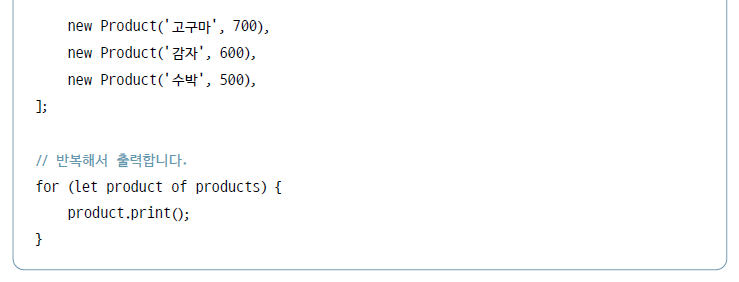 new Product('고구마', 700),
new Product('감자', 600),
new Product('수박', 500),
];
// 반복해서 출력합니다.
for (let product of products) {
product.print();
}